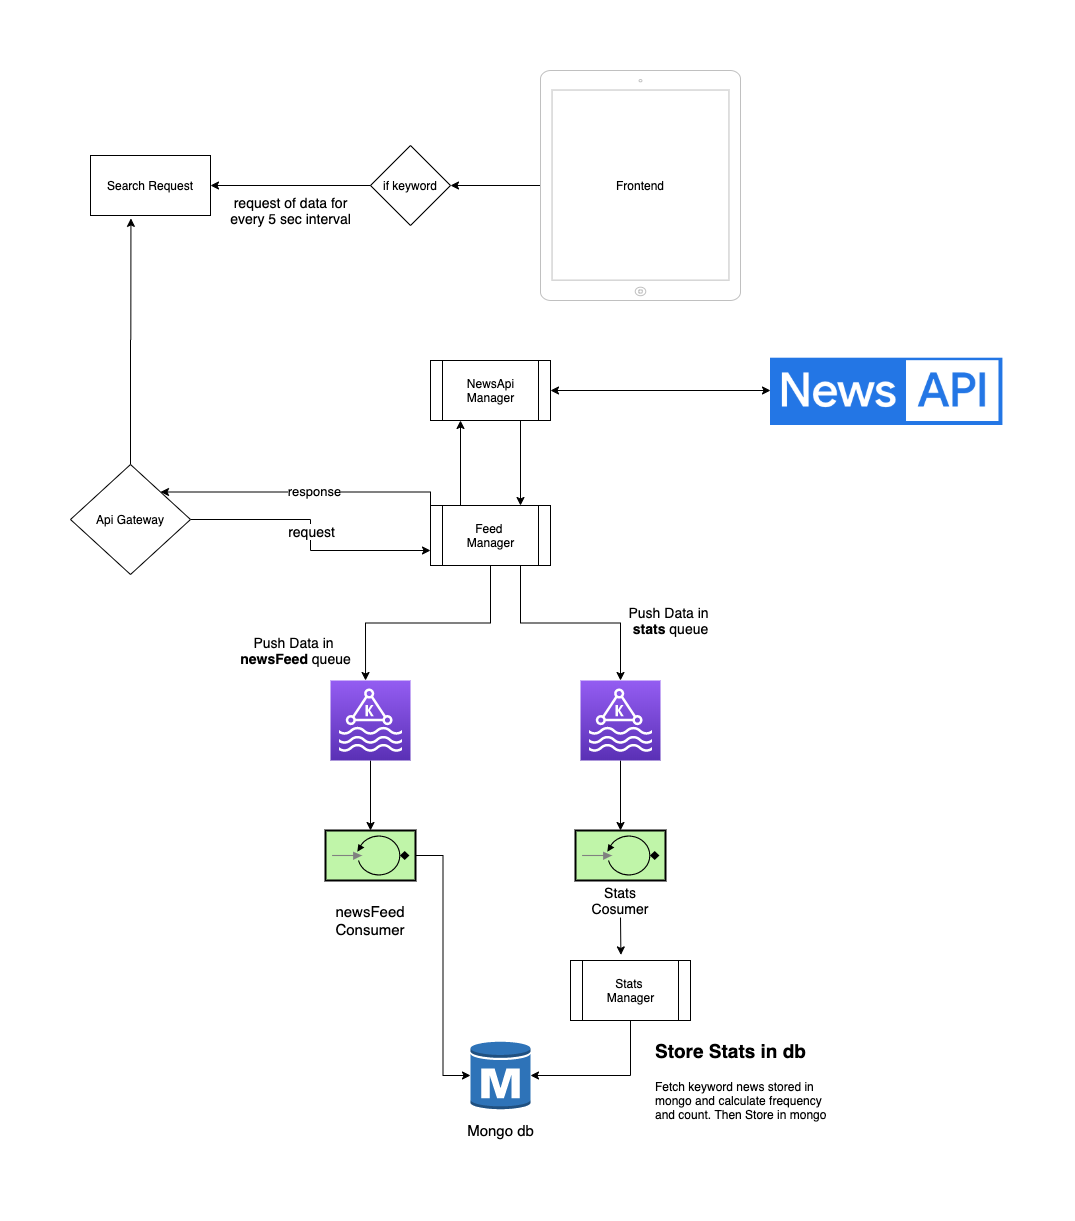 Frontend
if keyword
Search Request
request of data for
every 5 sec interval
NewsApi
Manager
News API
response
Api Gateway
request
Feed
Manager
Push Data in
stats queue
Push Data in
newsFeed queue
K
K
newsFeed
Consumer
Stats
Cosumer
Stats
Manager
Store Stats in db
Fetch keyword news stored in
mongo and calculate frequency
and count. Then Store in mongo
M
Mongo db